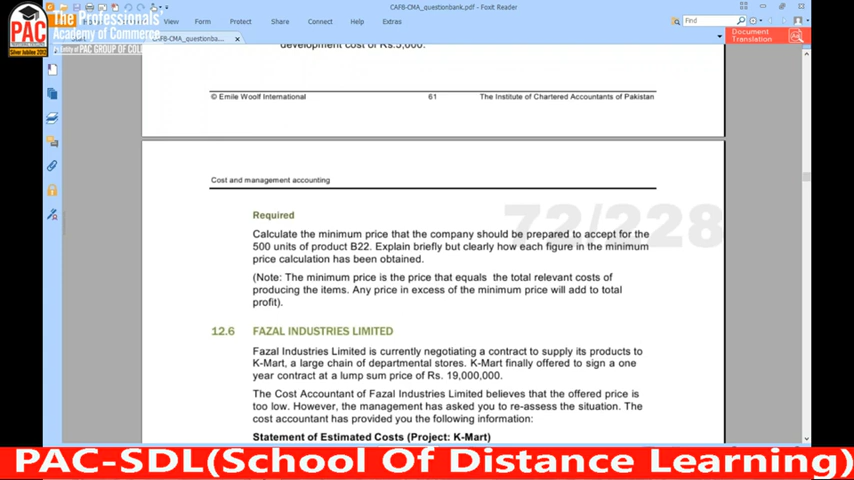 CAFB-CMA_questionbank.pdf - Foxit Reader
The Professionals
Academy of Commerce
PAC
Silver Jubilee 2012
View Form Protect Share Connect Help Extras
Find
CAFB-CMA_questionba...
Document
Translation
development cost of Rs.5,000.
© Emile Woolf International 61 The Institute of Chartered Accountants of Pakistan
Cost and management accounting
72/228
Required
Calculate the minimum price that the company should be prepared to accept for the
500 units of product B22. Explain briefly but clearly how each figure in the minimum
price calculation has been obtained.
(Note: The minimum price is the price that equals the total relevant costs of
producing the items. Any price in excess of the minimum price will add to total
profit).
12.6 FAZAL INDUSTRIES LIMITED
Fazal Industries Limited is currently negotiating a contract to supply its products to
K-Mart, a large chain of departmental stores. K-Mart finally offered to sign a one
year contract at a lump sum price of Rs. 19,000,000.
The Cost Accountant of Fazal Industries Limited believes that the offered price is
too low. However, the management has asked you to re-assess the situation. The
cost accountant has provided you the following information:
Statement of Estimated Costs (Project: K-Mart)
PAC-SDL(School Of Distance Learning)